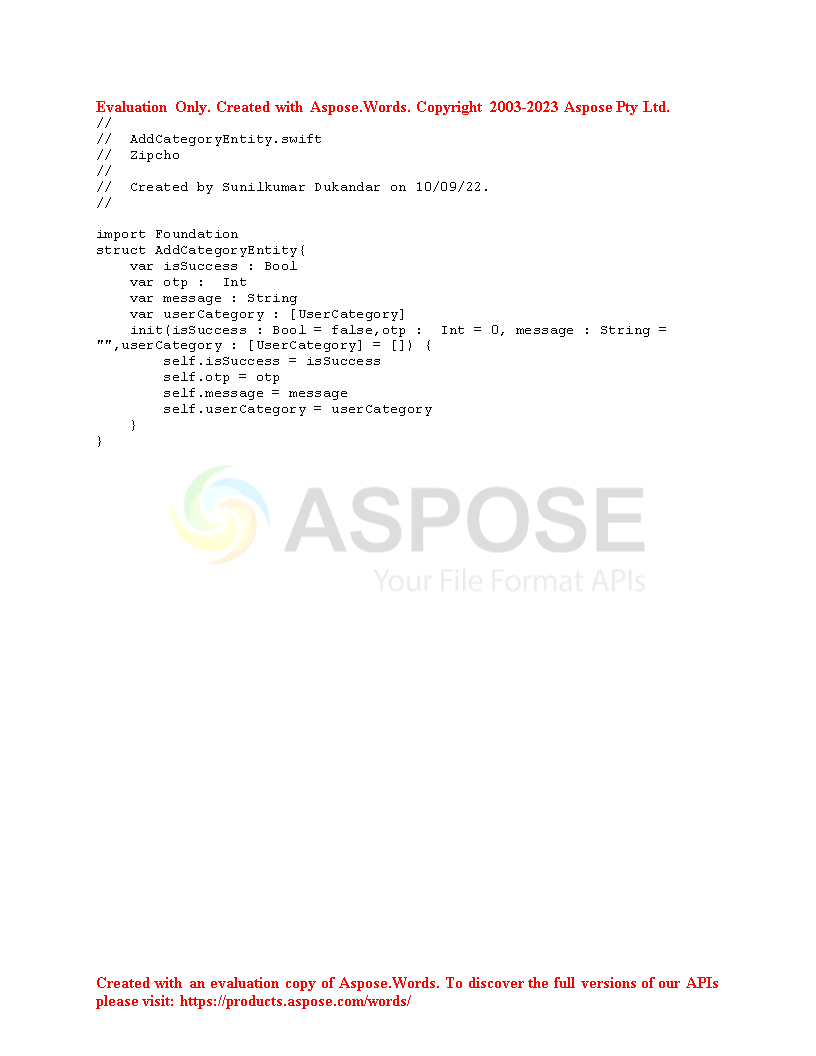 Evaluation Only. Created with Aspose.Words. Copyright 2003-2023 Aspose Pty Ltd.
//
//  AddCategoryEntity.swift
//  Zipcho
//
//  Created by Sunilkumar Dukandar on 10/09/22.
//
import Foundation
struct AddCategoryEntity{
    var isSuccess : Bool
    var otp :  Int
    var message : String
    var userCategory : [UserCategory]
    init(isSuccess : Bool = false,otp :  Int = 0, message : String =
"",userCategory : [UserCategory] = []) {
        self.isSuccess = isSuccess
        self.otp = otp
        self.message = message
        self.userCategory = userCategory
    }
}
ASPOSE
Your File Format APIs
Created with an evaluation copy of Aspose.Words. To discover the full versions of our APIs
please visit: https://products.aspose.com/words/